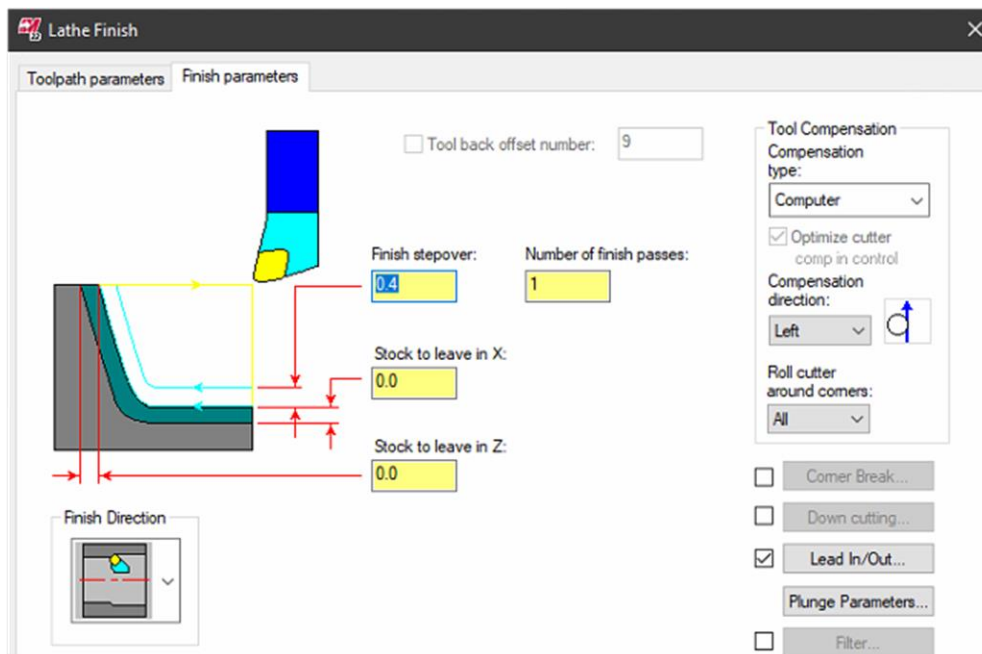 Lathe Finish
Toolpath parameters
Finish parameters
Tool back offset number:
9
Finish stepover:
0.4
Number of finish passes:
1
Stock to leave in X:
0.0
Stock to leave in Z:
0.0
Finish Direction
Tool Compensation
Compensation
type:
Computer
Optimize cutter
comp in control
Compensation
direction:
Left
Roll cutter
around corners:
All
Corner Break...
Down cutting...
Lead In/Out...
Plunge Parameters...
Filter...